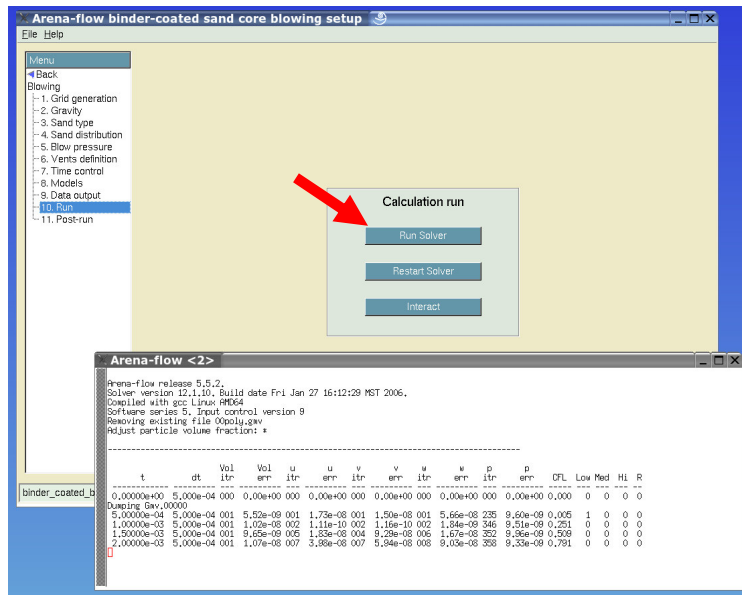 Arena-flow binder-coated sand core blowing setup
File Help
Menu
Back
Blowing
1. Grid generation
2. Gravity
3. Sand type
4. Sand distribution
5. Blow pressure
6. Vents definition
7. Time control
8. Models
9. Data output
10. Run
11. Post-run
Calculation run
Run Solver
Restart Solver
Interact
binder_coated_b
Arena-flow <2>
Arena-flow release 5.5.2.
Solver version 12.1.10, Build date Fri Jan 27 16:12:29 MST 2006.
Compiled with gcc Linux AMD64
Software series 5. Input control version 9
Removing existing file 00poly.gmv
Adjust particle volume fraction: *
Vol Vol u u v v w w p p
t dt itr err itr err itr err itr err itr err CFL Low Med Hi R
0.00000e+00 5.000e-04 000 0.00e+00 000 0.00e+00 000 0.00e+00 000 0.00e+00 000 0.00e+00 0.000 0 0 0 0
Dumping Gmv.00000
5.00000e-04 5.000e-04 001 5.52e-09 001 1.73e-08 001 1.50e-08 001 5.66e-08 235 9.60e-09 0.005 1 0 0 0
1.00000e-03 5.000e-04 001 1.02e-08 002 1.11e-10 002 1.16e-10 002 1.84e-09 346 9.51e-09 0.251 0 0 0 0
1.50000e-03 5.000e-04 001 9.65e-09 005 1.83e-08 004 9.29e-08 006 1.67e-08 352 9.96e-09 0.509 0 0 0 0
2.00000e-03 5.000e-04 001 1.07e-08 007 3.98e-08 007 5.94e-08 008 9.03e-08 358 9.33e-09 0.791 0 0 0 0